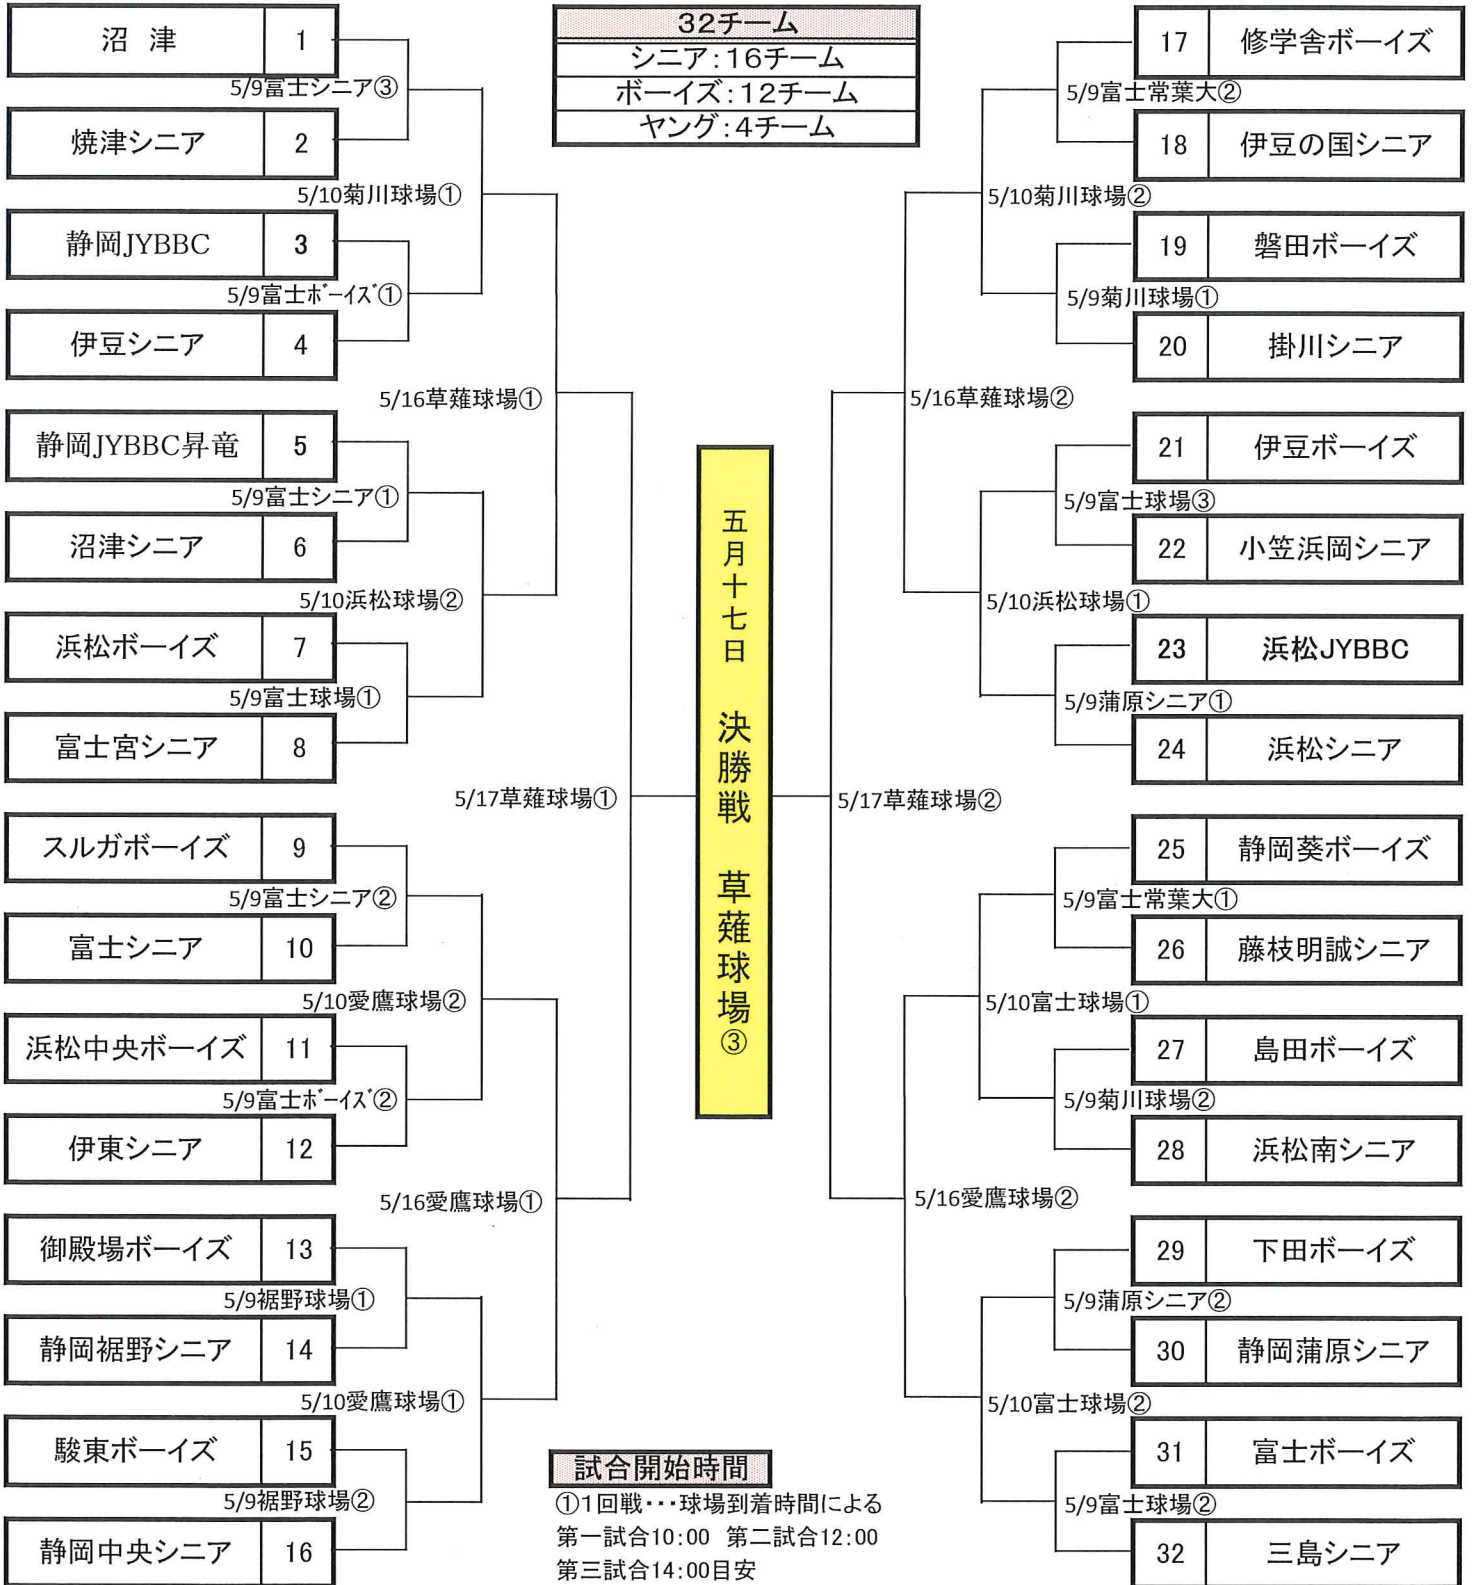 32チーム
シニア:16チーム
ボーイズ:12チーム
ヤング:4チーム
沼 津 1
5/9富士シニア③
焼津シニア 2
5/10菊川球場①
静岡JYBBC 3
5/9富士ボーイズ①
伊豆シニア 4
5/16草薙球場①
静岡JYBBC昇竜 5
5/9富士シニア①
沼津シニア 6
5/10浜松球場②
浜松ボーイズ 7
5/9富士球場①
富士宮シニア 8
5/17草薙球場①
スルガボーイズ 9
5/9富士シニア②
富士シニア 10
5/10愛鷹球場②
浜松中央ボーイズ 11
5/9富士ボーイズ②
伊東シニア 12
5/16愛鷹球場①
御殿場ボーイズ 13
5/9裾野球場①
静岡裾野シニア 14
5/10愛鷹球場①
駿東ボーイズ 15
5/9裾野球場②
静岡中央シニア 16
五月十七日 決勝戦 草薙球場③
17 修学舎ボーイズ
5/9富士常葉大②
18 伊豆の国シニア
5/10菊川球場②
19 磐田ボーイズ
5/9菊川球場①
20 掛川シニア
5/16草薙球場②
21 伊豆ボーイズ
5/9富士球場③
22 小笠浜岡シニア
5/10浜松球場①
23 浜松JYBBC
5/9蒲原シニア①
24 浜松シニア
5/17草薙球場②
25 静岡葵ボーイズ
5/9富士常葉大①
26 藤枝明誠シニア
5/10富士球場①
27 島田ボーイズ
5/9菊川球場②
28 浜松南シニア
5/16愛鷹球場②
29 下田ボーイズ
5/9蒲原シニア②
30 静岡蒲原シニア
5/10富士球場②
31 富士ボーイズ
5/9富士球場②
32 三島シニア
試合開始時間
①1回戦・・・球場到着時間による
第一試合10:00 第二試合12:00
第三試合14:00目安